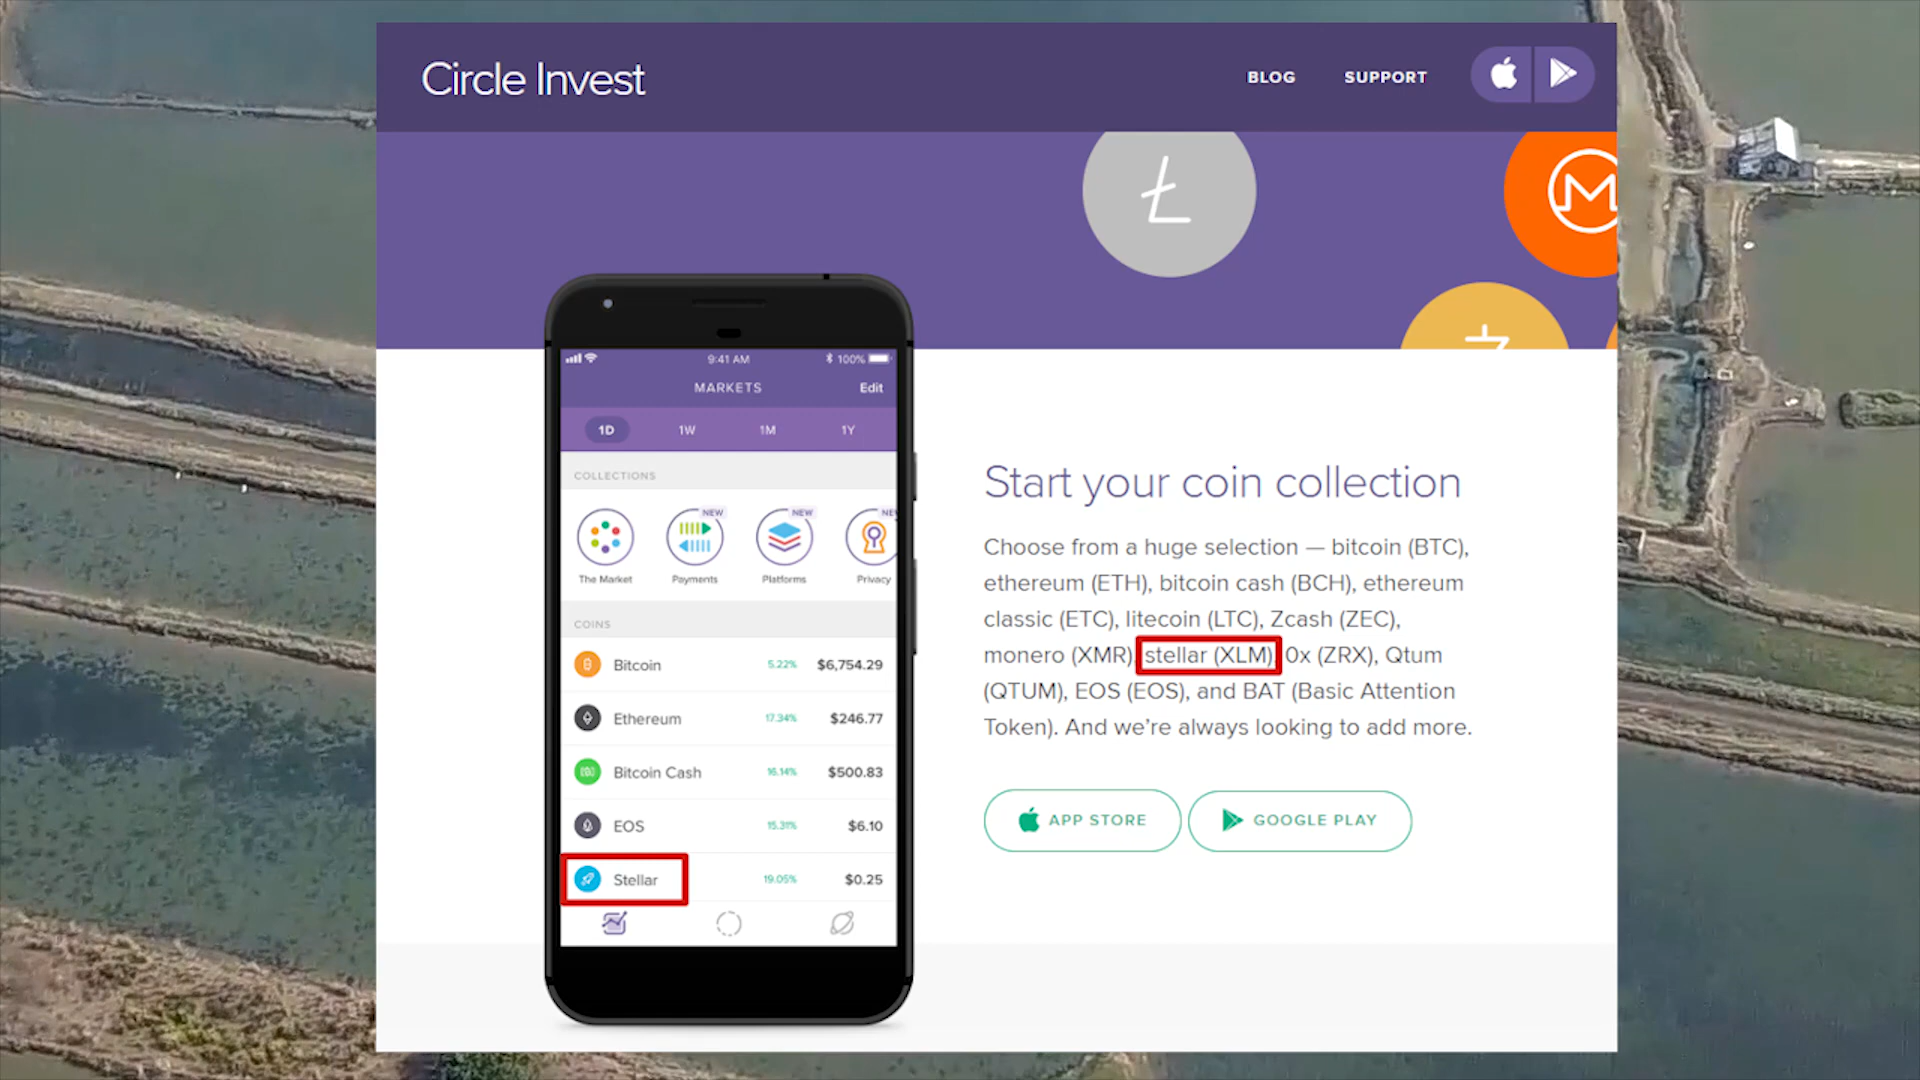 Circle Invest
BLOG
SUPPORT
9:41 AM
100%
MARKETS
Edit
1D
1W
1M
1Y
COLLECTIONS
NEW
NEW
The Market
Payments
Platforms
Privacy
COINS
Bitcoin 5.22% $6,754.29
Ethereum 17.34% $246.77
Bitcoin Cash 16.14% $500.83
EOS 15.31% $6.10
Stellar 19.05% $0.25
Start your coin collection
Choose from a huge selection — bitcoin (BTC),
ethereum (ETH), bitcoin cash (BCH), ethereum
classic (ETC), litecoin (LTC), Zcash (ZEC),
monero (XMR) stellar (XLM) 0x (ZRX), Qtum
(QTUM), EOS (EOS), and BAT (Basic Attention
Token). And we're always looking to add more.
APP STORE
GOOGLE PLAY